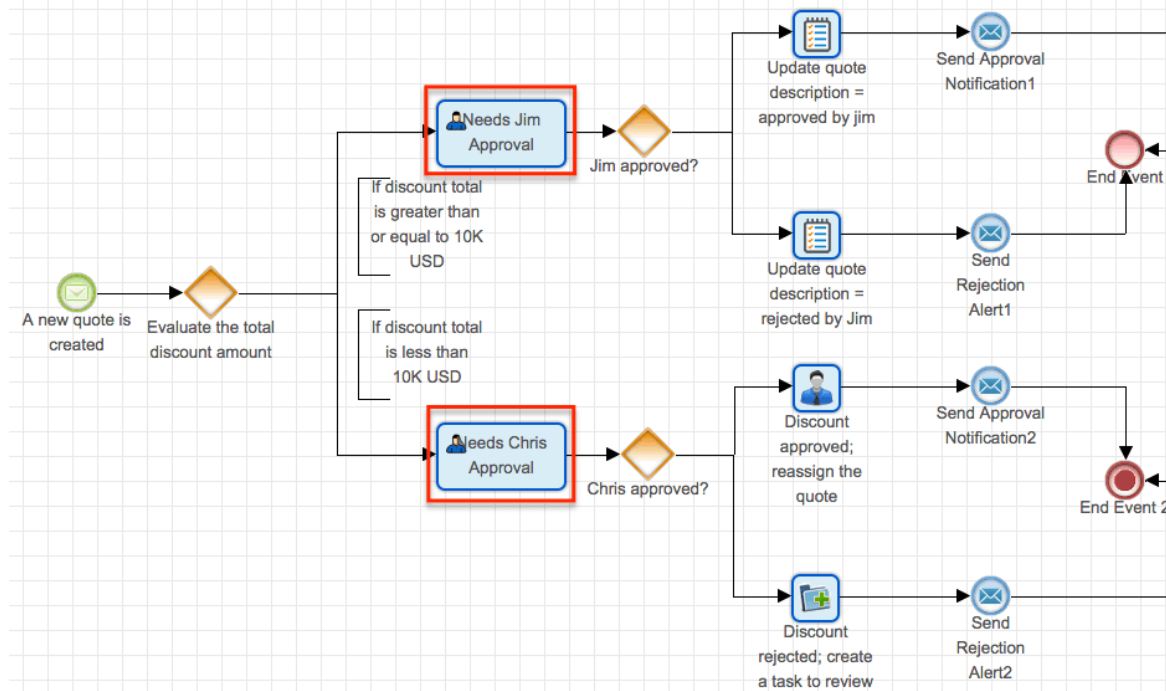 Update quote
description =
approved by jim
Send Approval
Notification1
Needs Jim
Approval
Jim approved?
End Event
If discount total
is greater than
or equal to 10K
USD
Update quote
description =
rejected by Jim
Send
Rejection
Alert1
A new quote is
created
Evaluate the total
discount amount
If discount total
is less than
10K USD
Needs Chris
Approval
Chris approved?
Discount
approved;
reassign the
quote
Send Approval
Notification2
End Event 2
Discount
rejected; create
a task to review
Send
Rejection
Alert2